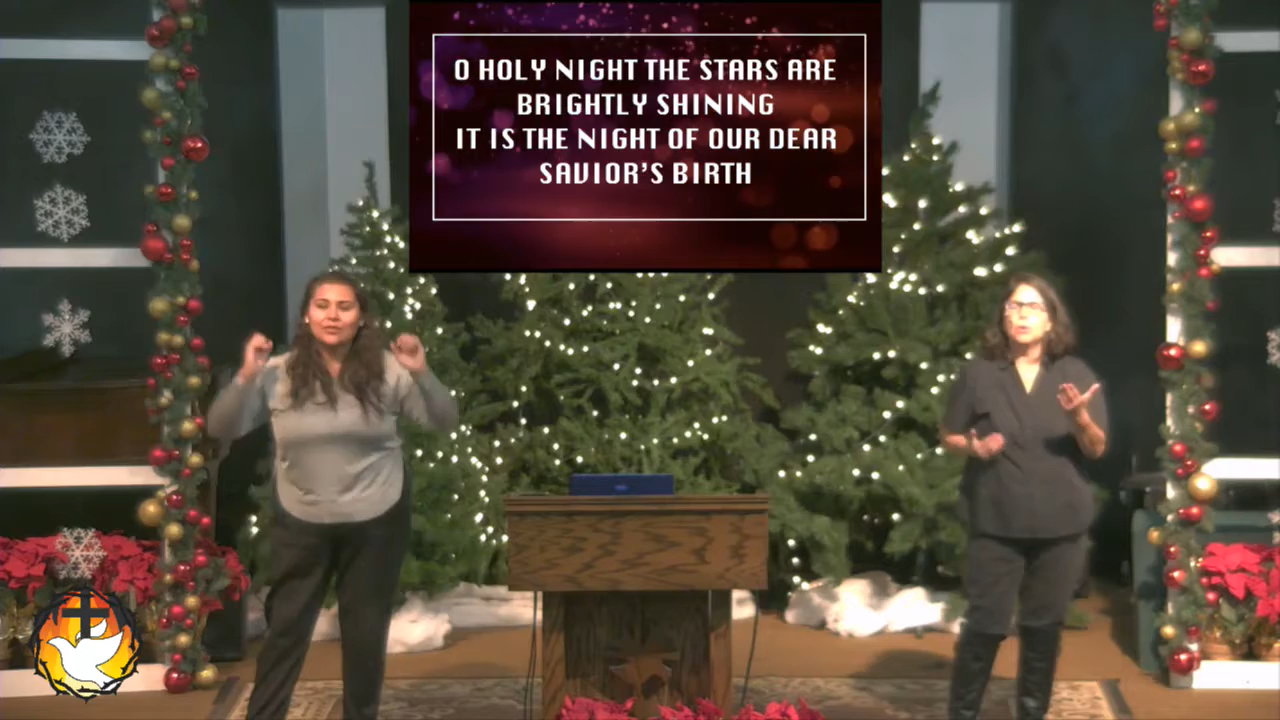 O HOLY NIGHT THE STARS ARE
BRIGHTLY SHINING
IT IS THE NIGHT OF OUR DEAR
SAVIOR'S BIRTH